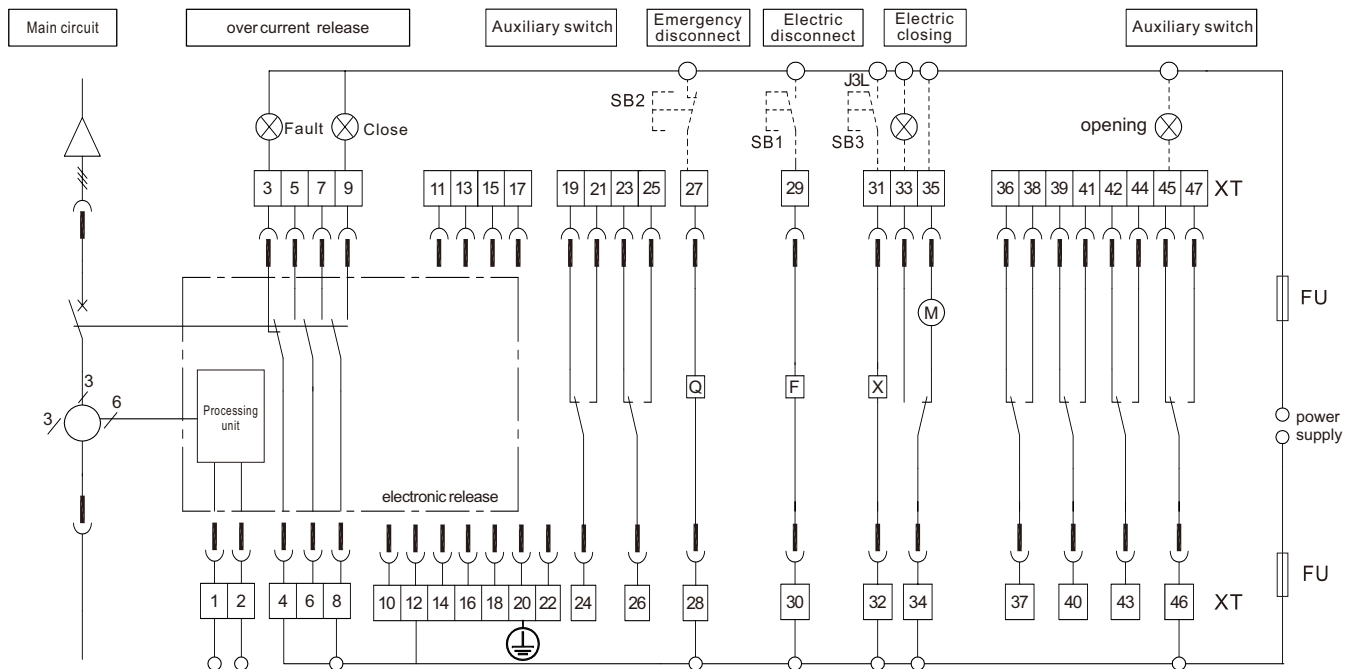 Main circuit
over current release
Auxiliary switch
Emergency
disconnect
Electric
disconnect
Electric
closing
Auxiliary switch
J3L
SB2
SB1
SB3
Fault
Close
opening
3 5 7 9
11 13 15 17
19 21 23 25
27
29
31 33 35
36 38 39 41 42 44 45 47
XT
M
FU
Q
F
X
3
3
6
Processing
unit
power
supply
electronic release
FU
1 2
4 6 8
10 12 14 16 18 20 22
24
26
28
30
32
34
37
40
43
46
XT